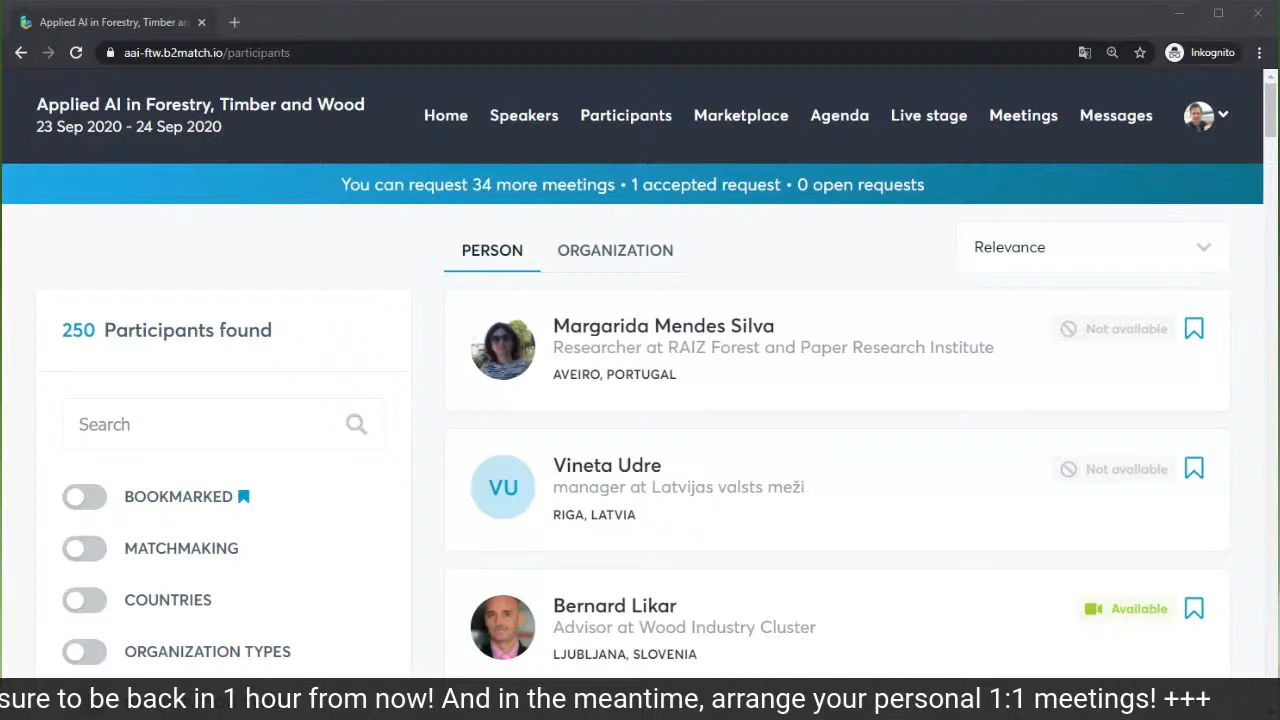 Applied AI in Forestry, Timber an
aai-ftw.b2match.io/participants
Inkognito
Applied AI in Forestry, Timber and Wood
23 Sep 2020 - 24 Sep 2020
Home Speakers Participants Marketplace Agenda Live stage Meetings Messages
You can request 34 more meetings • 1 accepted request • 0 open requests
PERSON ORGANIZATION
Relevance
250 Participants found
Search
BOOKMARKED
MATCHMAKING
COUNTRIES
ORGANIZATION TYPES
Margarida Mendes Silva
Researcher at RAIZ Forest and Paper Research Institute
AVEIRO, PORTUGAL
Not available
VU
Vineta Udre
manager at Latvijas valsts meži
RIGA, LATVIA
Not available
Bernard Likar
Advisor at Wood Industry Cluster
LJUBLJANA, SLOVENIA
Available
sure to be back in 1 hour from now! And in the meantime, arrange your personal 1:1 meetings! +++